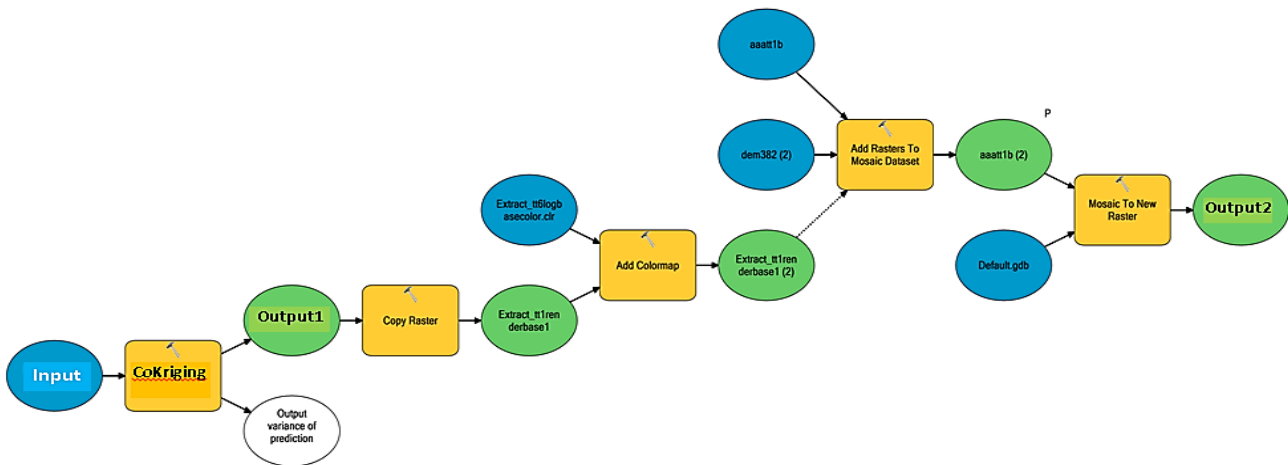 aaatt1b
P
dem382 (2)
Add Rasters To
Mosaic Dataset
aaatt1b (2)
Extract_tt6logb
asecolor.clr
Mosaic To New
Raster
Output2
Add Colormap
Extract_tt1ren
derbase1 (2)
Default.gdb
Output1
Copy Raster
Extract_tt1ren
derbase1
Input
CoKriging
Output
variance of
prediction